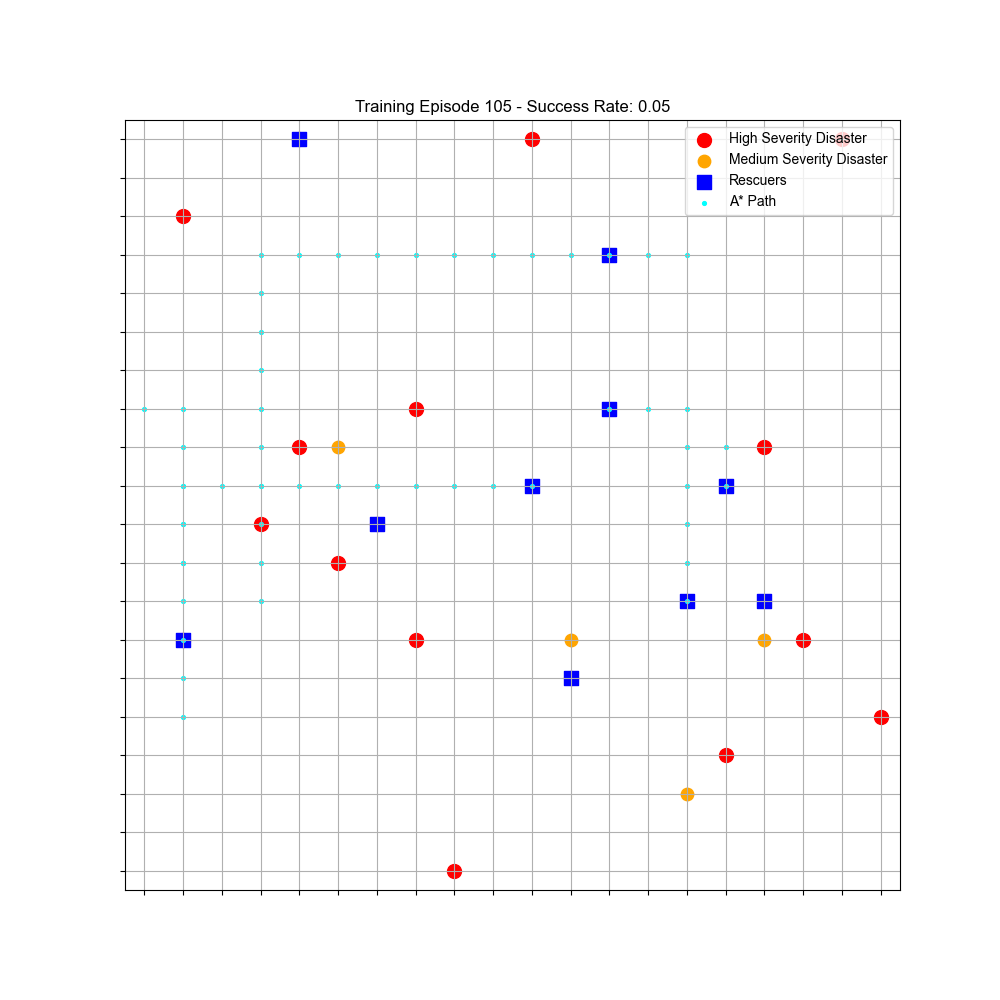 Training Episode 105 - Success Rate: 0.05
High Severity Disaster
Medium Severity Disaster
Rescuers
A* Path